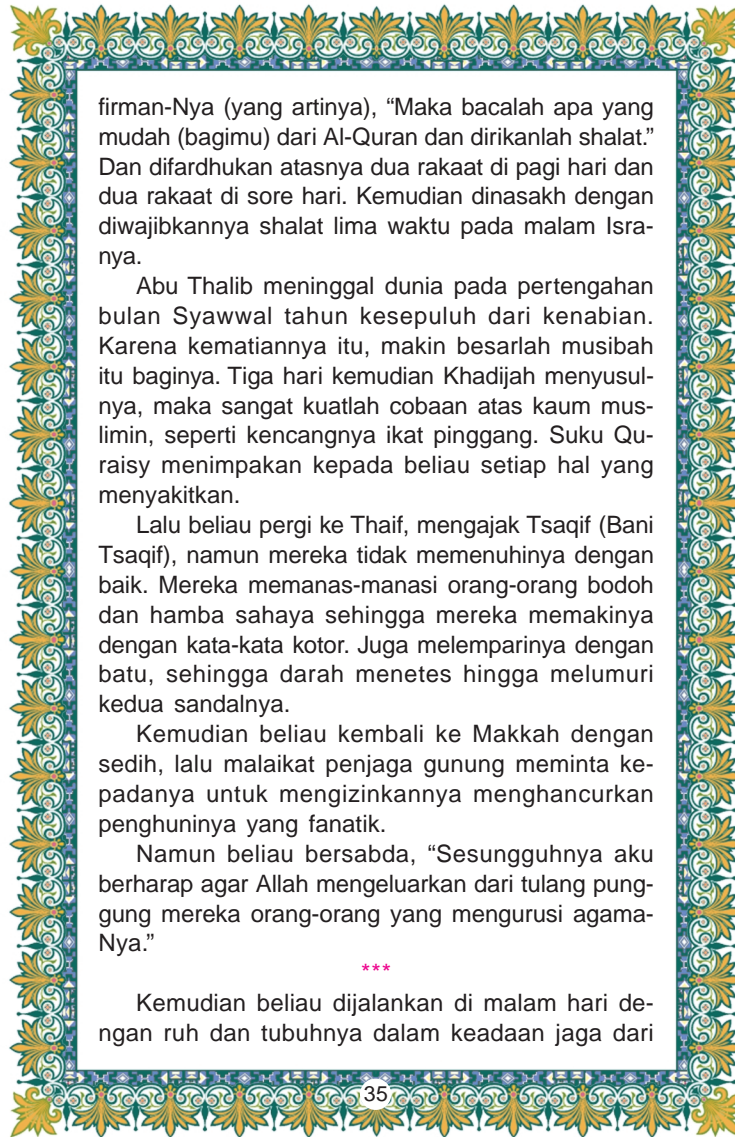 firman-Nya (yang artinya), “Maka bacalah apa yang
mudah (bagimu) dari Al-Quran dan dirikanlah shalat.”
Dan difardhukan atasnya dua rakaat di pagi hari dan
dua rakaat di sore hari. Kemudian dinasakh dengan
diwajibkannya shalat lima waktu pada malam Isra-
nya.
Abu Thalib meninggal dunia pada pertengahan
bulan Syawwal tahun kesepuluh dari kenabian.
Karena kematiannya itu, makin besarlah musibah
itu baginya. Tiga hari kemudian Khadijah menyusul-
nya, maka sangat kuatlah cobaan atas kaum mus-
limin, seperti kencangnya ikat pinggang. Suku Qu-
raisy menimpakan kepada beliau setiap hal yang
menyakitkan.
Lalu beliau pergi ke Thaif, mengajak Tsaqif (Bani
Tsaqif), namun mereka tidak memenuhinya dengan
baik. Mereka memanas-manasi orang-orang bodoh
dan hamba sahaya sehingga mereka memakinya
dengan kata-kata kotor. Juga melemparinya dengan
batu, sehingga darah menetes hingga melumuri
kedua sandalnya.
Kemudian beliau kembali ke Makkah dengan
sedih, lalu malaikat penjaga gunung meminta ke-
padanya untuk mengizinkannya menghancurkan
penghuninya yang fanatik.
Namun beliau bersabda, “Sesungguhnya aku
berharap agar Allah mengeluarkan dari tulang pung-
gung mereka orang-orang yang mengurusi agama-
Nya.”
***
Kemudian beliau dijalankan di malam hari de-
ngan ruh dan tubuhnya dalam keadaan jaga dari
35